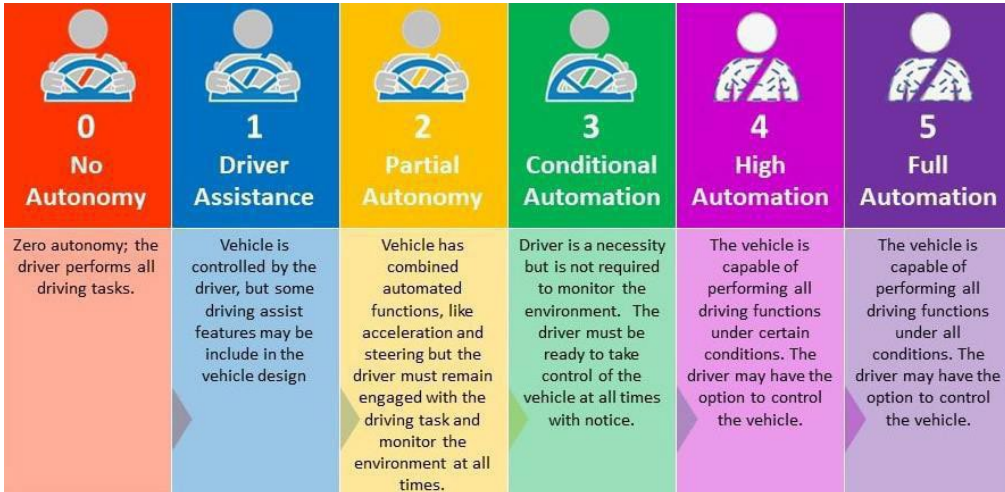 0
No
Autonomy
Zero autonomy; the
driver performs all
driving tasks.
1
Driver
Assistance
Vehicle is
controlled by the
driver, but some
driving assist
features may be
include in the
vehicle design
2
Partial
Autonomy
Vehicle has
combined
automated
functions, like
acceleration and
steering but the
driver must remain
engaged with the
driving task and
monitor the
environment at all
times.
3
Conditional
Automation
Driver is a necessity
but is not required
to monitor the
environment. The
driver must be
ready to take
control of the
vehicle at all times
with notice.
4
High
Automation
The vehicle is
capable of
performing all
driving functions
under certain
conditions. The
driver may have the
option to control
the vehicle.
5
Full
Automation
The vehicle is
capable of
performing all
driving functions
under all
conditions. The
driver may have the
option to control
the vehicle.